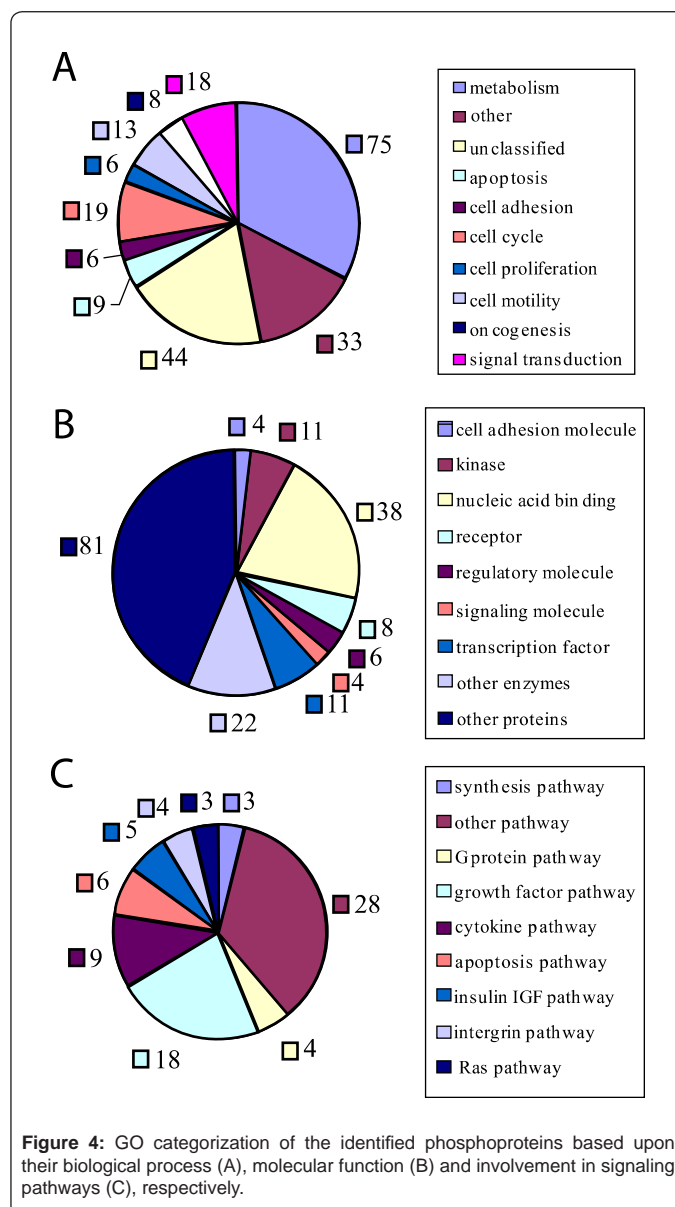 A
18
8
13
6
19
6
9
44
33
75
metabolism
other
unclassified
apoptosis
cell adhesion
cell cycle
cell proliferation
cell motility
oncogenesis
signal transduction
B
4
11
38
81
8
6
4
11
22
cell adhesion molecule
kinase
nucleic acid binding
receptor
regulatory molecule
signaling molecule
transcription factor
other enzymes
other proteins
C
4
3
3
5
6
28
9
18
4
synthesis pathway
other pathway
Gprotein pathway
growth factor pathway
cytokine pathway
apoptosis pathway
insulin IGF pathway
intergrin pathway
Ras pathway
Figure 4: GO categorization of the identified phosphoproteins based upon
their biological process (A), molecular function (B) and involvement in signaling
pathways (C), respectively.